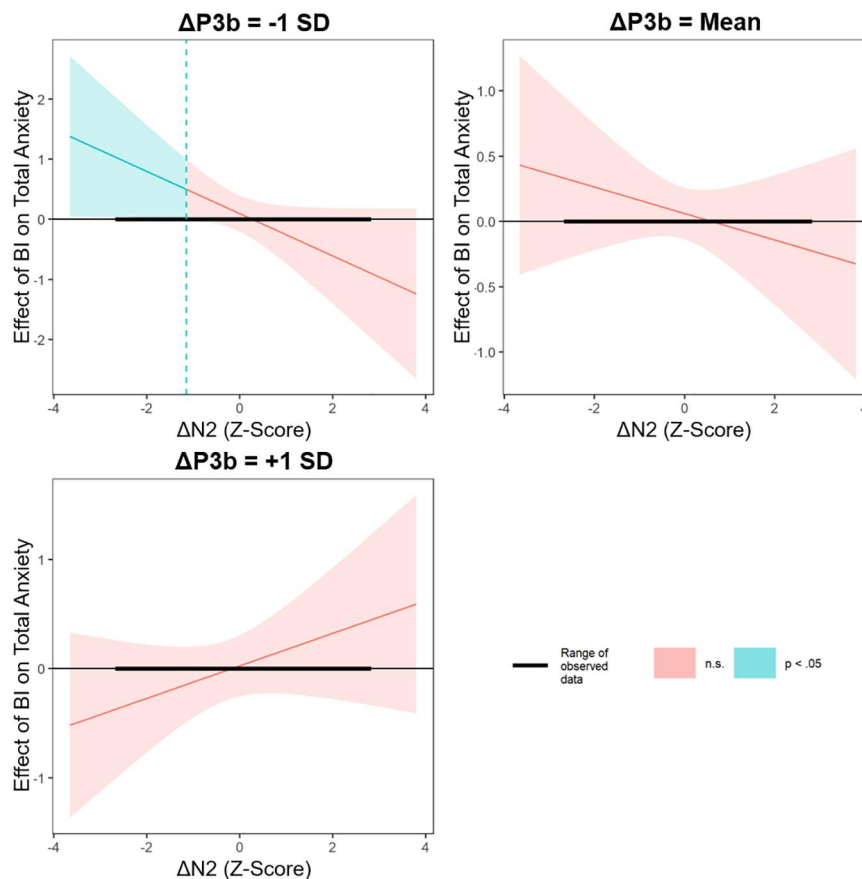 ΔP3b = -1 SD
Effect of BI on Total Anxiety
2
1
0
-1
-2
-4
-2
0
2
4
ΔN2 (Z-Score)
ΔP3b = Mean
Effect of BI on Total Anxiety
1.0
0.5
0.0
-0.5
-1.0
-4
-2
0
2
4
ΔN2 (Z-Score)
ΔP3b = +1 SD
Effect of BI on Total Anxiety
1
0
-1
-4
-2
0
2
4
ΔN2 (Z-Score)
Range of
observed
data
n.s.
p < .05